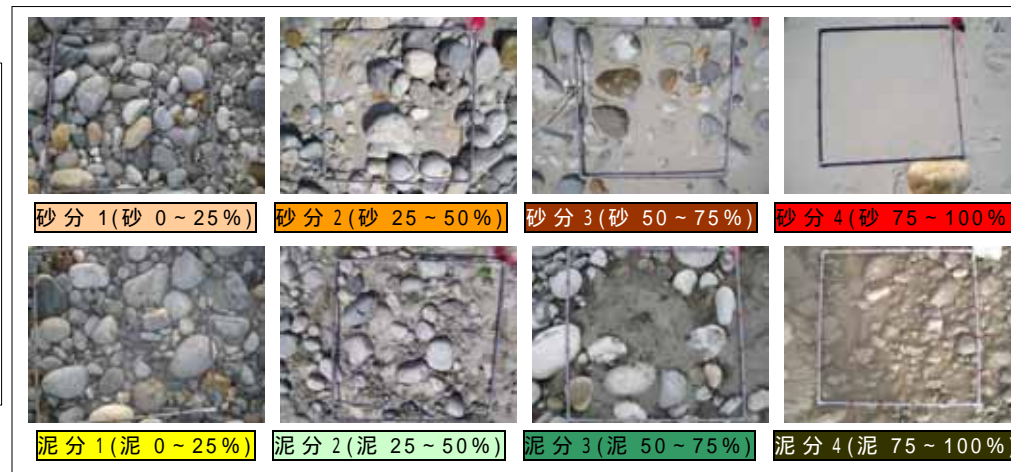 砂分 1(砂 0~25%)
砂分 2(砂 25~50%)
砂分 3(砂 50~75%)
砂分 4(砂 75~100%
泥分 1(泥 0~25%)
泥分 2(泥 25~50%)
泥分 3(泥 50~75%)
泥分 4(泥 75~100%)